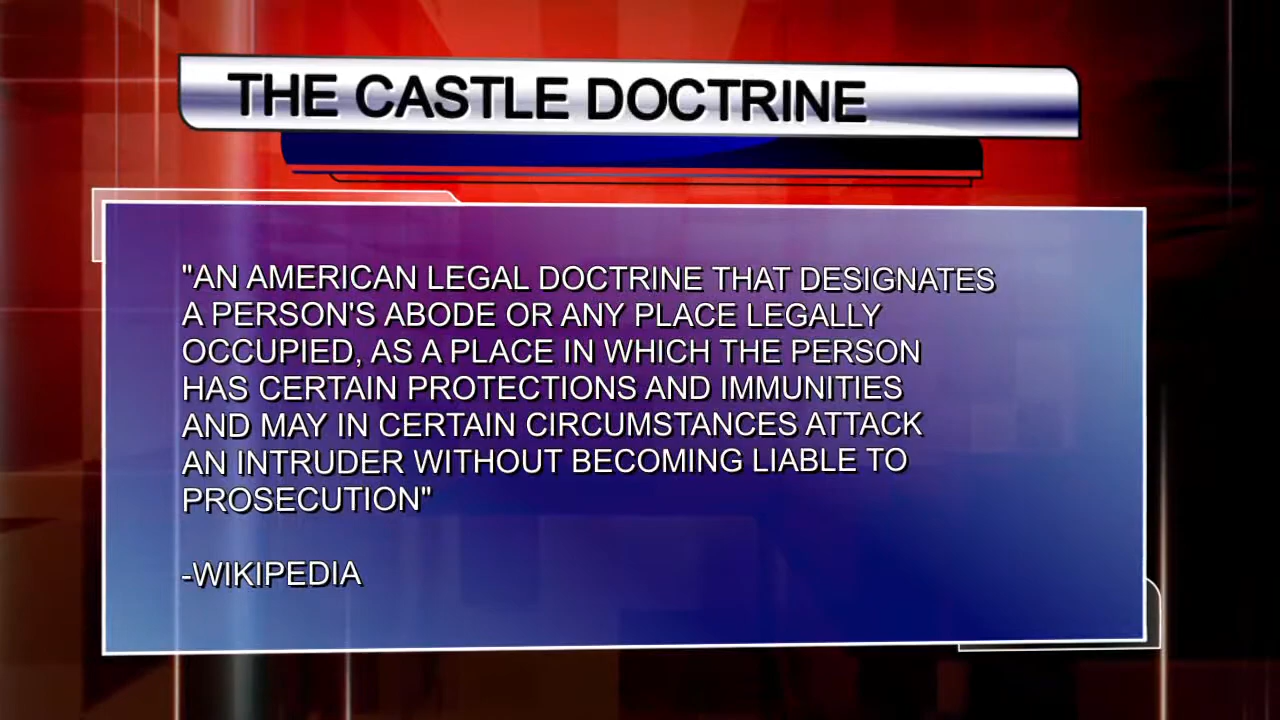 THE CASTLE DOCTRINE
"AN AMERICAN LEGAL DOCTRINE THAT DESIGNATES
A PERSON'S ABODE OR ANY PLACE LEGALLY
OCCUPIED, AS A PLACE IN WHICH THE PERSON
HAS CERTAIN PROTECTIONS AND IMMUNITIES
AND MAY IN CERTAIN CIRCUMSTANCES ATTACK
AN INTRUDER WITHOUT BECOMING LIABLE TO
PROSECUTION"
-WIKIPEDIA